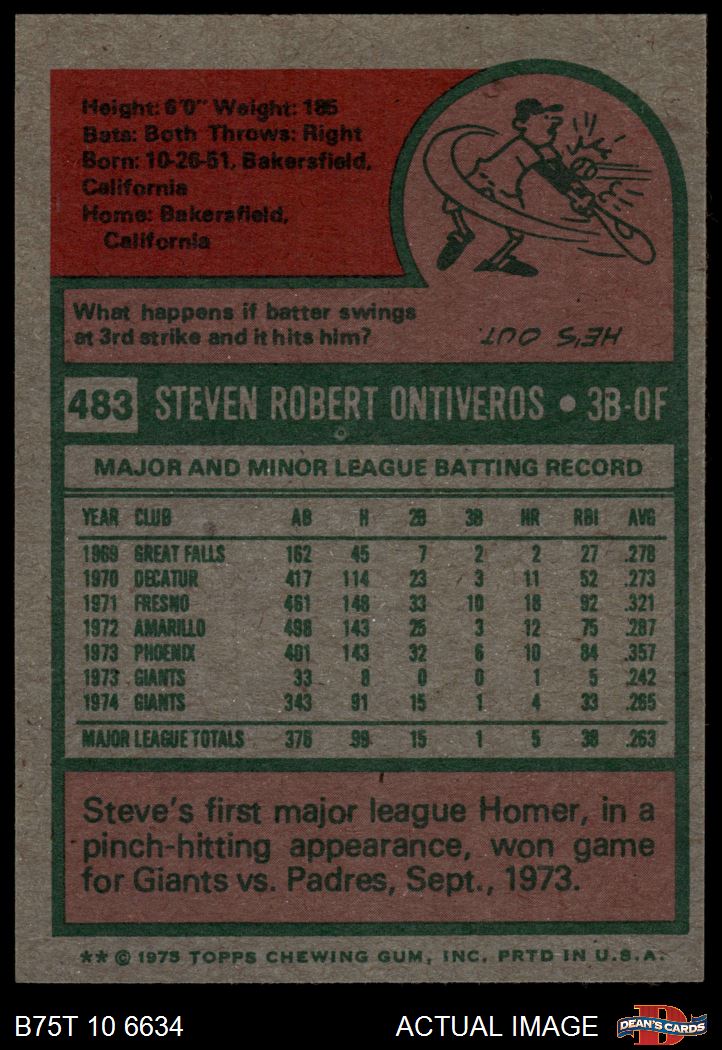 Height: 6'0" Weight: 185
Bats: Both Throws: Right
Born: 10-26-51, Bakersfield,
California
Home: Bakersfield,
California
What happens if batter swings
at 3rd strike and it hits him?
HE'S OUT.
483 STEVEN ROBERT ONTIVEROS • 3B-OF
MAJOR AND MINOR LEAGUE BATTING RECORD
YEAR CLUB AB H 2B 3B HR RBI AVG
1969 GREAT FALLS 162 45 7 2 2 27 .278
1970 DECATUR 417 114 23 3 11 52 .273
1971 FRESNO 461 148 33 10 18 92 .321
1972 AMARILLO 498 143 25 3 12 75 .287
1973 PHOENIX 401 143 32 6 10 84 .357
1973 GIANTS 33 8 0 0 1 5 .242
1974 GIANTS 343 91 15 1 4 33 .265
MAJOR LEAGUE TOTALS 376 99 15 1 5 38 .263
Steve's first major league Homer, in a
pinch-hitting appearance, won game
for Giants vs. Padres, Sept., 1973.
** © 1975 TOPPS CHEWING GUM, INC. PRTD IN U.S.A.
B75T 10 6634 ACTUAL IMAGE D DEAN'S CARDS